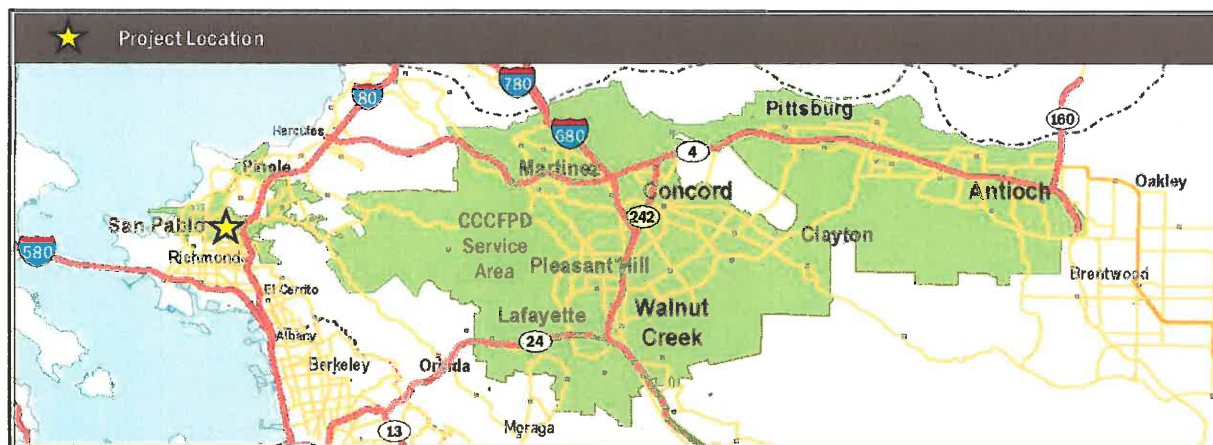 Project Location
780
80
680
Pittsburg
160
Hercules
4
Pinole
Martinez
Concord
Antioch
Oakley
San Pablo
242
CCCFPD
Service
Area
Clayton
580
Richmond
Pleasant Hill
Brentwood
El Cerrito
Lafayette
Walnut
Creek
Albany
24
Berkeley
Orinda
13
Moraga